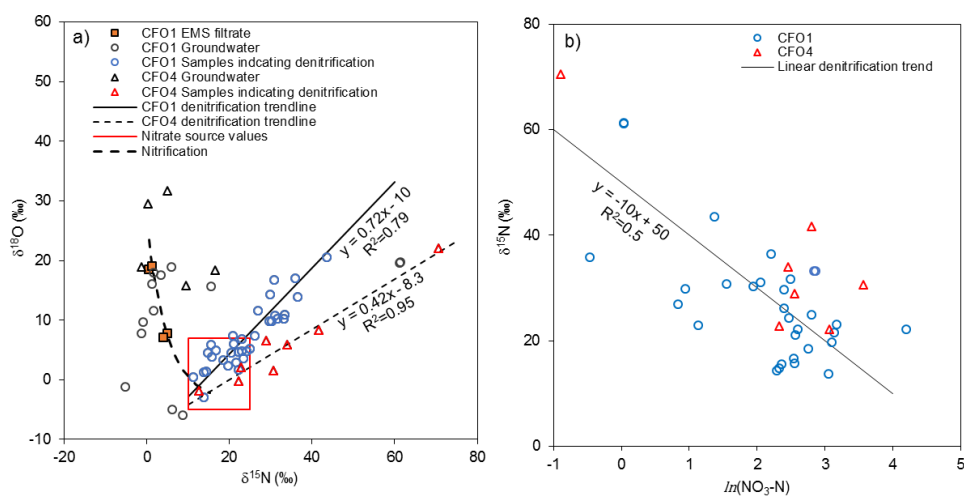 a)
CFO1 EMS filtrate
CFO1 Groundwater
CFO1 Samples indcating denitrification
CFO4 Groundwater
CFO4 Samples indicating denitrification
CFO1 denitrification trendline
CFO4 denitrification trendline
Nitrate source values
Nitrification
60
50
40
30
20
10
0
-10
δ18O (‰)
y = 0.72x - 10
R2=0.79
y = 0.42x - 8.3
R2=0.95
-20
0
20
40
60
80
δ15N (‰)
b)
CFO1
CFO4
Linear denitrification trend
80
60
40
20
0
δ15N (‰)
y = -10x + 50
R2=0.5
-1
0
1
2
3
4
5
ln(NO3-N)